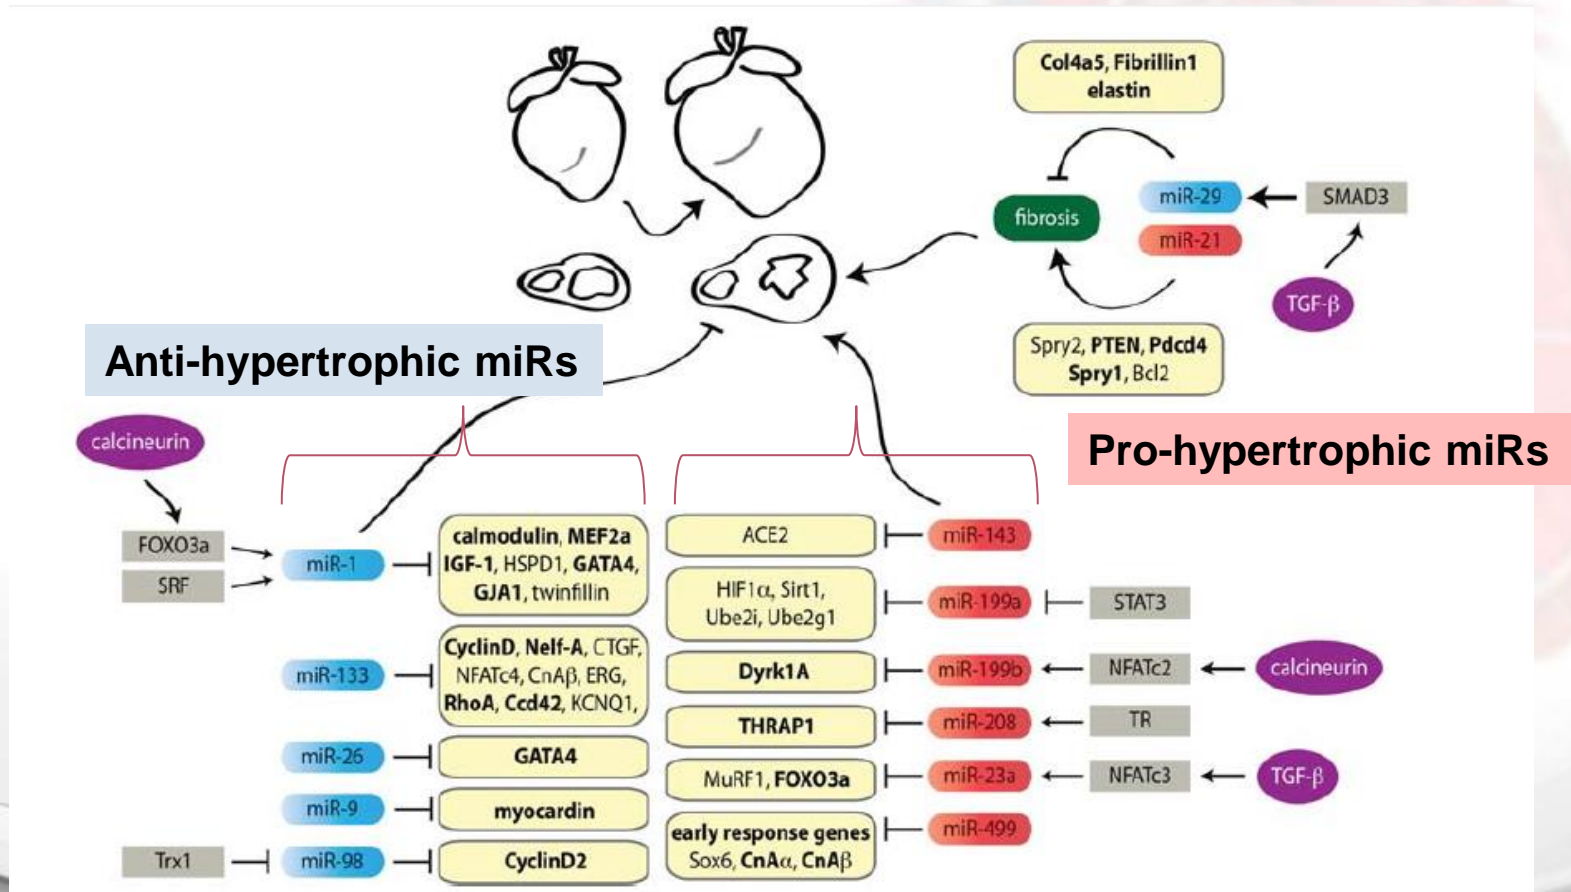 Col4a5, Fibrillin1
elastin
fibrosis
miR-29
SMAD3
miR-21
TGF-β
Spry2, PTEN, Pdcd4
Spry1, Bcl2
Anti-hypertrophic miRs
Pro-hypertrophic miRs
calcineurin
FOXO3a
SRF
miR-1
calmodulin, MEF2a
IGF-1, HSPD1, GATA4,
GJA1, twinfillin
miR-133
CyclinD, Nelf-A, CTGF,
NFATc4, CnAβ, ERG,
RhoA, Ccd42, KCNQ1,
miR-26
GATA4
miR-9
myocardin
Trx1
miR-98
CyclinD2
ACE2
miR-143
HIF1α, Sirt1,
Ube2i, Ube2g1
miR-199a
STAT3
Dyrk1A
miR-199b
NFATc2
calcineurin
THRAP1
miR-208
TR
MuRF1, FOXO3a
miR-23a
NFATc3
TGF-β
early response genes
Sox6, CnAα, CnAβ
miR-499